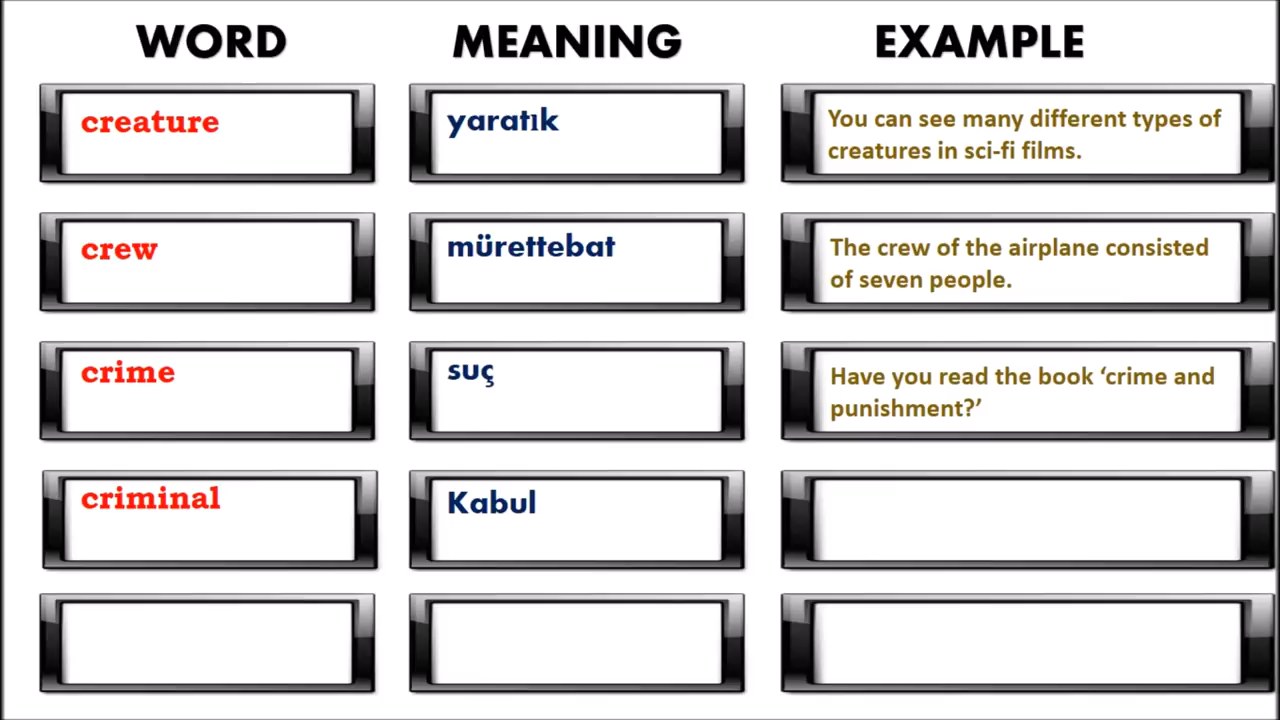 WORD MEANING EXAMPLE
creature
yaratık
You can see many different types of
creatures in sci-fi films.
crew
mürettebat
The crew of the airplane consisted
of seven people.
crime
suç
Have you read the book ‘crime and
punishment?’
criminal
Kabul